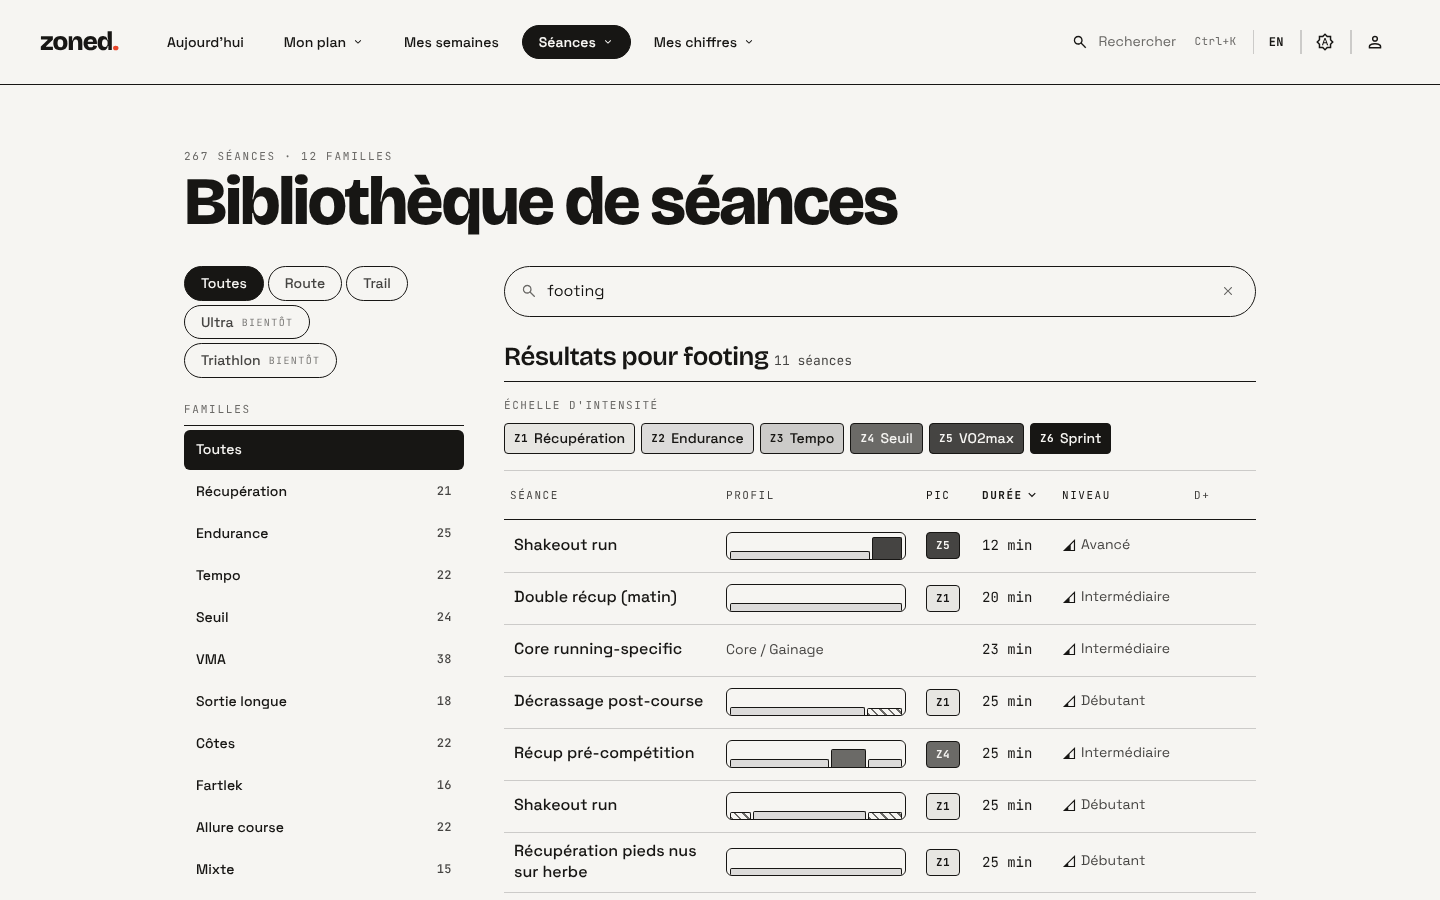 zoned.
Aujourd'hui
Mon plan
Mes semaines
Séances
Mes chiffres
Rechercher Ctrl+K
EN
A
267 SÉANCES · 12 FAMILLES
Bibliothèque de séances
Toutes
Route
Trail
Ultra BIENTÔT
Triathlon BIENTÔT
FAMILLES
Toutes
Récupération 21
Endurance 25
Tempo 22
Seuil 24
VMA 38
Sortie longue 18
Côtes 22
Fartlek 16
Allure course 22
Mixte 15
footing
Résultats pour footing 11 séances
ÉCHELLE D'INTENSITÉ
Z1 Récupération
Z2 Endurance
Z3 Tempo
Z4 Seuil
Z5 VO2max
Z6 Sprint
SÉANCE PROFIL PIC DURÉE NIVEAU D+
Shakeout run Z5 12 min Avancé
Double récup (matin) Z1 20 min Intermédiaire
Core running-specific Core / Gainage 23 min Intermédiaire
Décrassage post-course Z1 25 min Débutant
Récup pré-compétition Z4 25 min Intermédiaire
Shakeout run Z1 25 min Débutant
Récupération pieds nus
sur herbe Z1 25 min Débutant